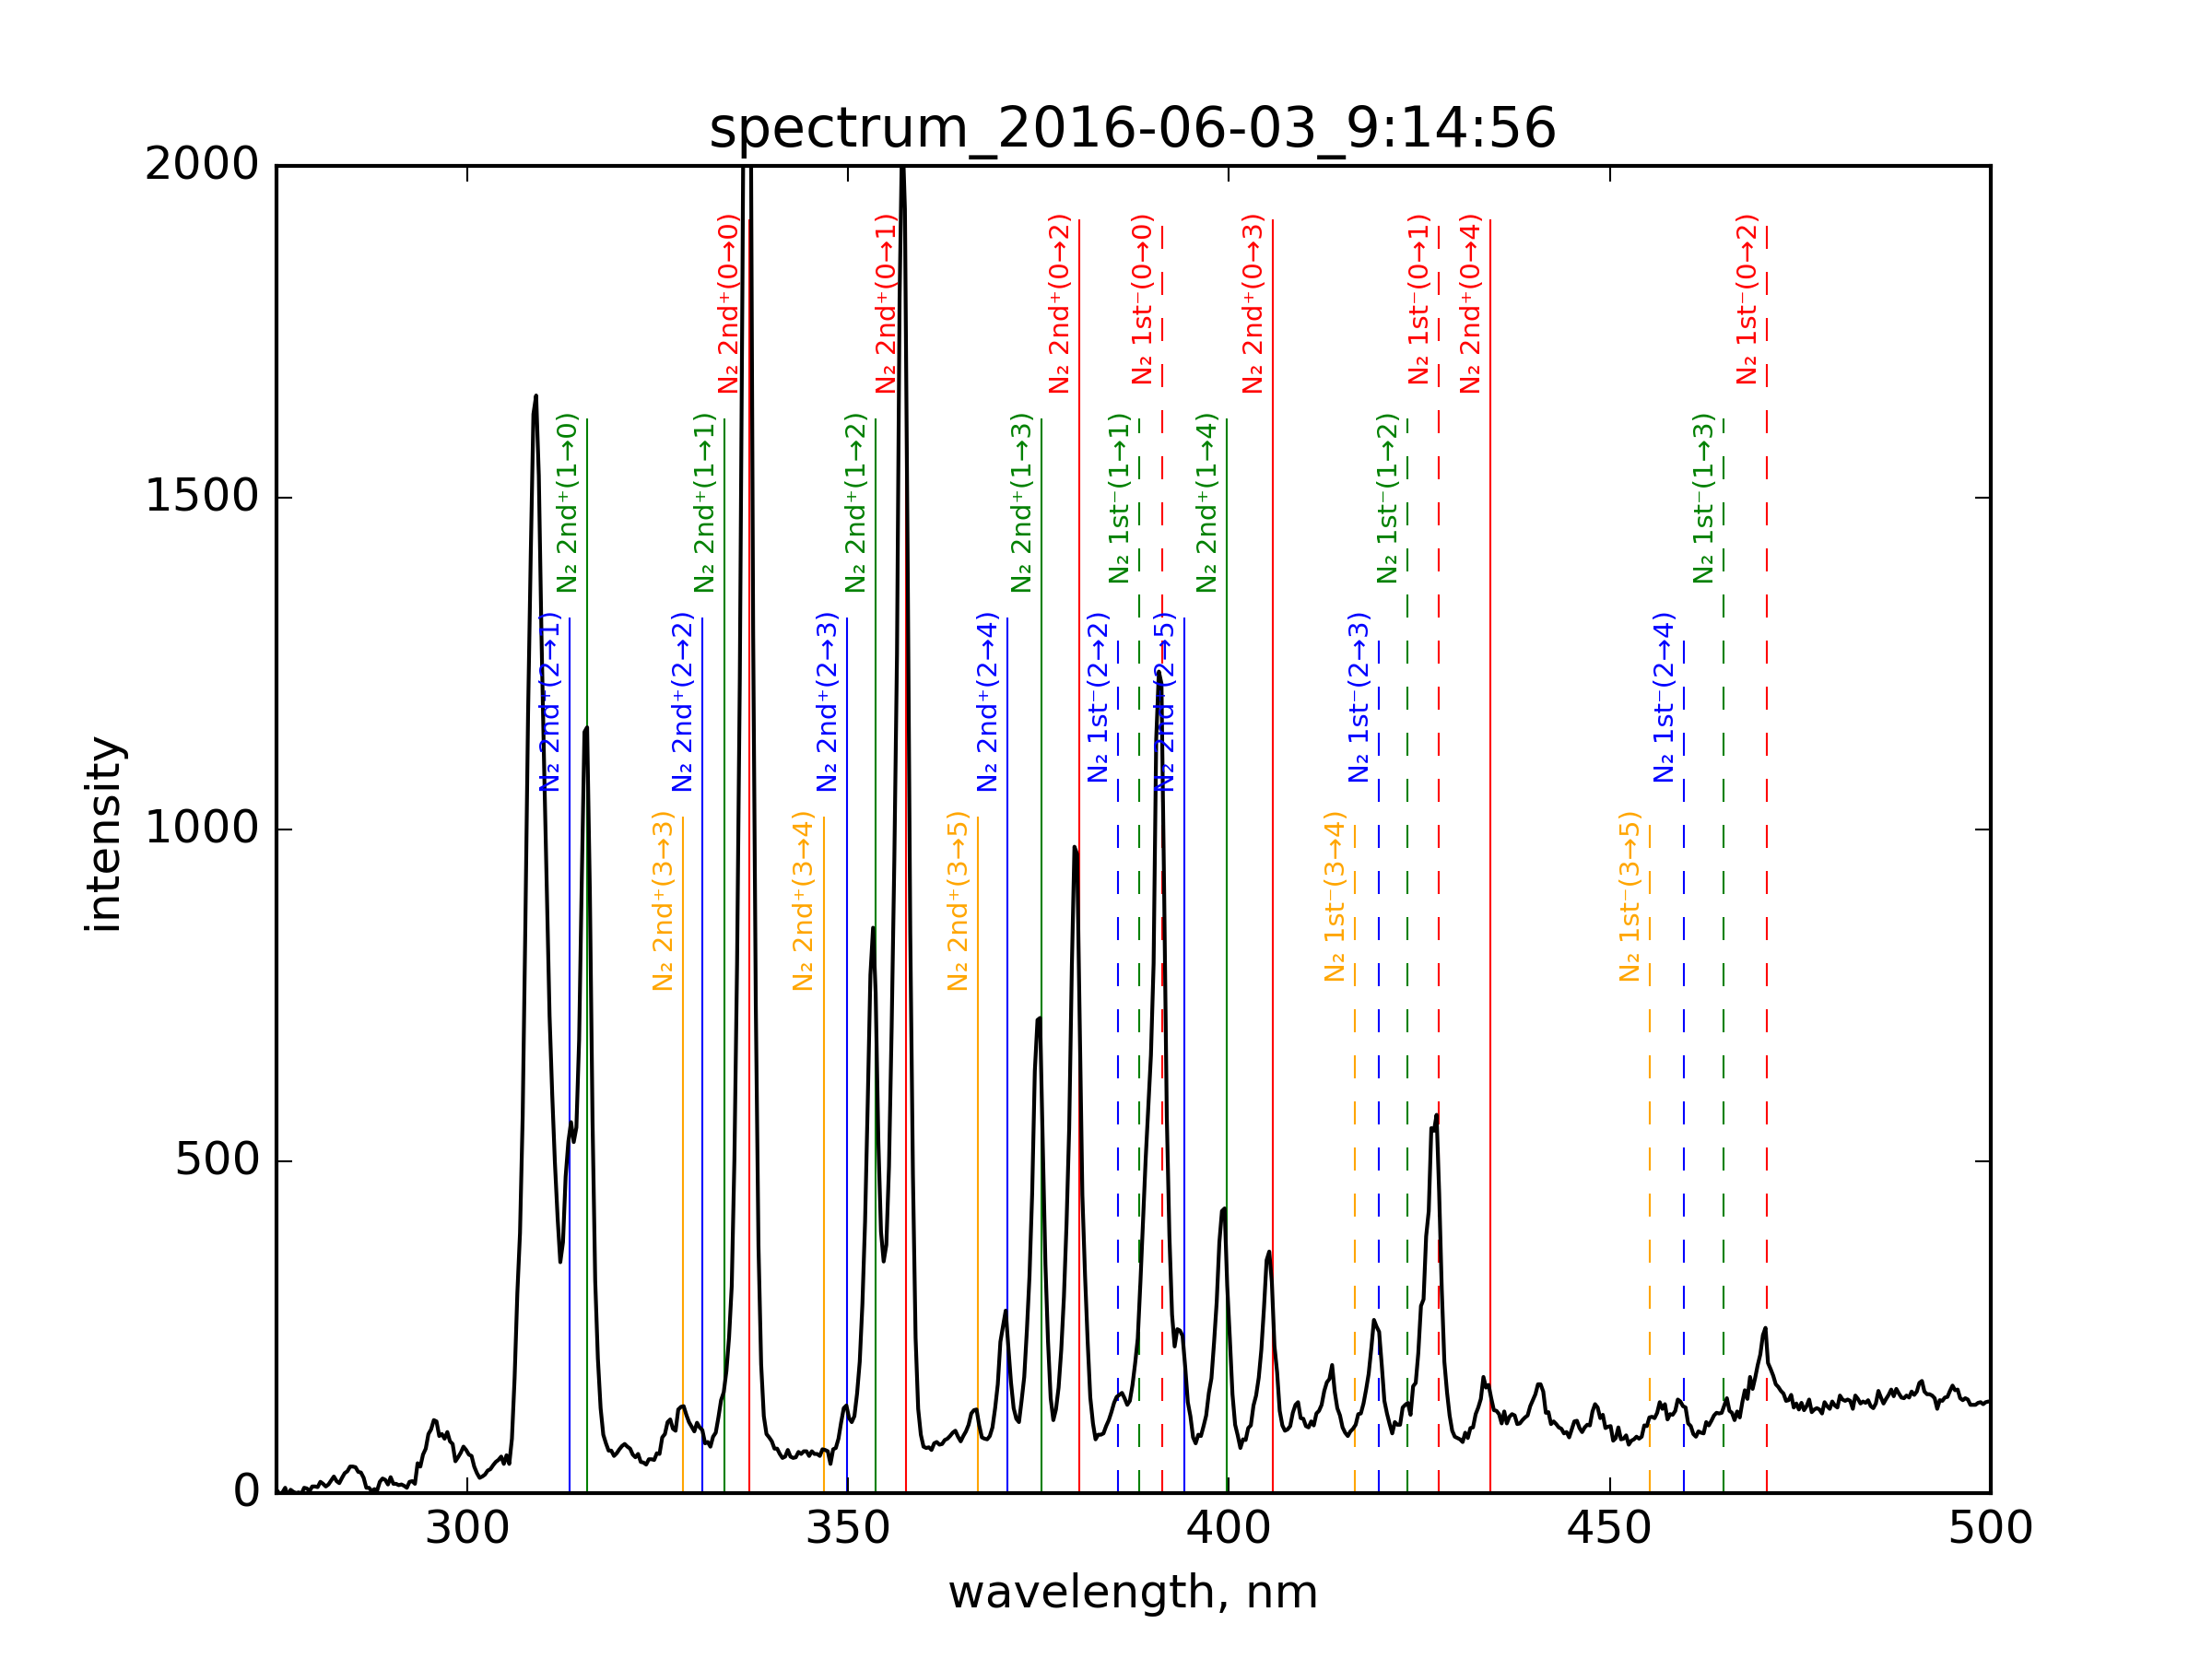 spectrum_2016-06-03_9:14:56
2000
1500
1000
500
0
intensity
N₂ 2nd⁺(0→0)
N₂ 2nd⁺(0→1)
N₂ 2nd⁺(0→2)
N₂ 1st⁻(0→0)
N₂ 2nd⁺(0→3)
N₂ 1st⁻(0→1)
N₂ 2nd⁺(0→4)
N₂ 1st⁻(0→2)
N₂ 2nd⁺(1→0)
N₂ 2nd⁺(1→1)
N₂ 2nd⁺(1→2)
N₂ 2nd⁺(1→3)
N₂ 1st⁻(1→1)
N₂ 2nd⁺(1→4)
N₂ 1st⁻(1→2)
N₂ 1st⁻(1→3)
N₂ 2nd⁺(2→1)
N₂ 2nd⁺(2→2)
N₂ 2nd⁺(2→3)
N₂ 2nd⁺(2→4)
N₂ 1st⁻(2→2)
N₂ 2nd⁺(2→5)
N₂ 1st⁻(2→3)
N₂ 1st⁻(2→4)
N₂ 2nd⁺(3→3)
N₂ 2nd⁺(3→4)
N₂ 2nd⁺(3→5)
N₂ 1st⁻(3→4)
N₂ 1st⁻(3→5)
300 350 400 450 500
wavelength, nm